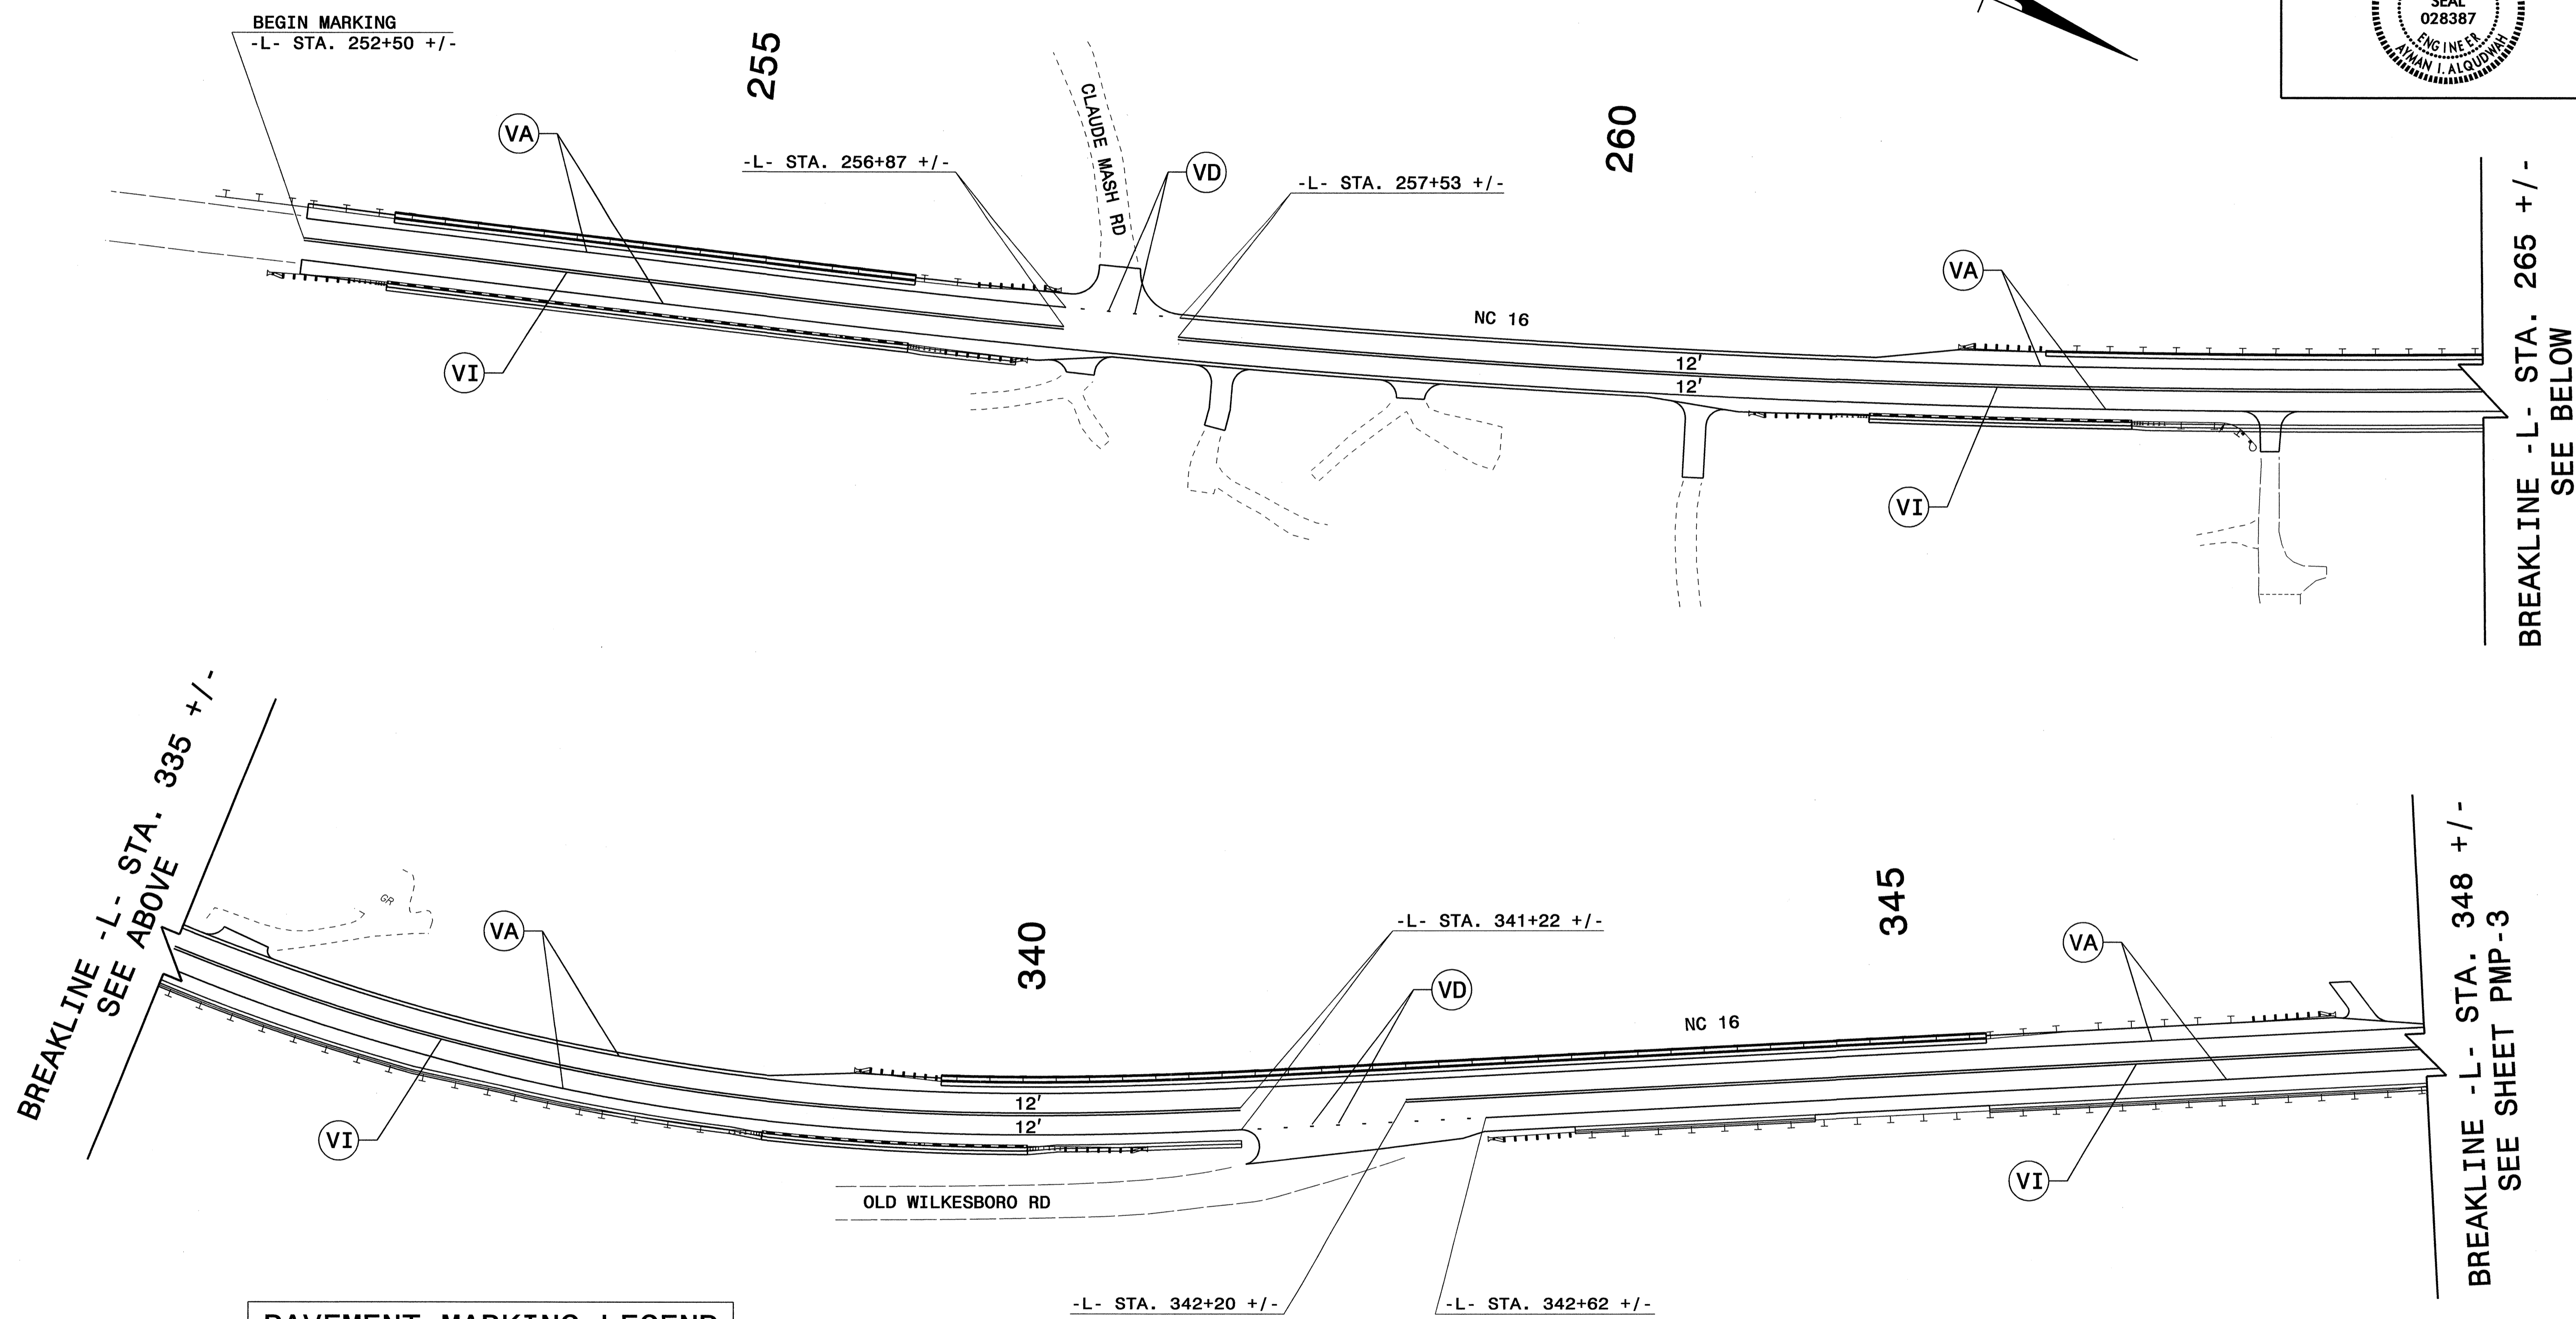 BEGIN MARKING
-L- STA. 252+50 +/-
255
CLAUDE MASH RD
260
SEAL
028387
ENGINEER
AYMAN I. ALQUDWAH
VA
-L- STA. 256+87 +/-
VD
-L- STA. 257+53 +/-
VA
NC 16
12'
12'
VI
VI
BREAKLINE -L- STA. 265 +/-
SEE BELOW
BREAKLINE -L- STA. 335 +/-
SEE ABOVE
GR
VA
340
-L- STA. 341+22 +/-
345
VA
VD
NC 16
12'
12'
VI
VI
OLD WILKESBORO RD
BREAKLINE -L- STA. 348 +/-
SEE SHEET PMP-3
-L- STA. 342+20 +/-
-L- STA. 342+62 +/-
PAVEMENT MARKING LEGEND